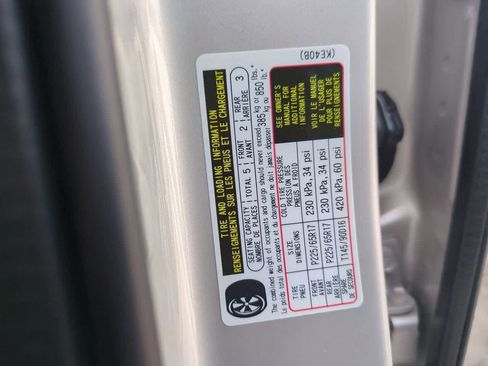 (KE40B)
TIRE AND LOADING INFORMATION
RENSEIGNEMENTS SUR LES PNEUS ET LE CHARGEMENT
SEATING CAPACITY TOTAL 5 FRONT 2 REAR 3
NOMBRE DE PLACES AVANT ARRIÈRE
The combined weight of occupants and cargo should never exceed 385 kg or 850 lbs.
Le poids total des occupants et du chargement ne doit jamais dépasser 385 kg ou 850 lb.
TIRE SIZE COLD TIRE PRESSURE
PNEU DIMENSIONS PRESSION DES PNEUS À FROID
FRONT AVANT P225/65R17 230 kPa, 34 psi
REAR ARRIÈRE P225/65R17 230 kPa, 34 psi
SPARE DE SECOURS T145/90D16 420 kPa, 60 psi
SEE OWNER'S
MANUAL FOR
ADDITIONAL
INFORMATION
VOIR LE MANUEL
DE L'USAGER
POUR PLUS DE
RENSEIGNEMENTS